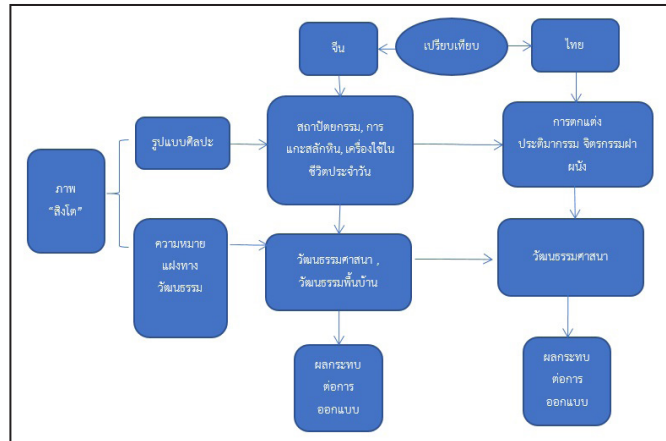 จีน
เปรียบเทียบ
ไทย
รูปแบบศิลปะ
สถาปัตยกรรม, การ
แกะสลักหิน, เครื่องใช้ใน
ชีวิตประจำวัน
การตกแต่ง
ประติมากรรม จิตรกรรมฝา
ผนัง
ภาพ
“สิงโต”
ความหมาย
แฝงทาง
วัฒนธรรม
วัฒนธรรมศาสนา ,
วัฒนธรรมพื้นบ้าน
วัฒนธรรมศาสนา
ผลกระทบ
ต่อการ
ออกแบบ
ผลกระทบ
ต่อการ
ออกแบบ